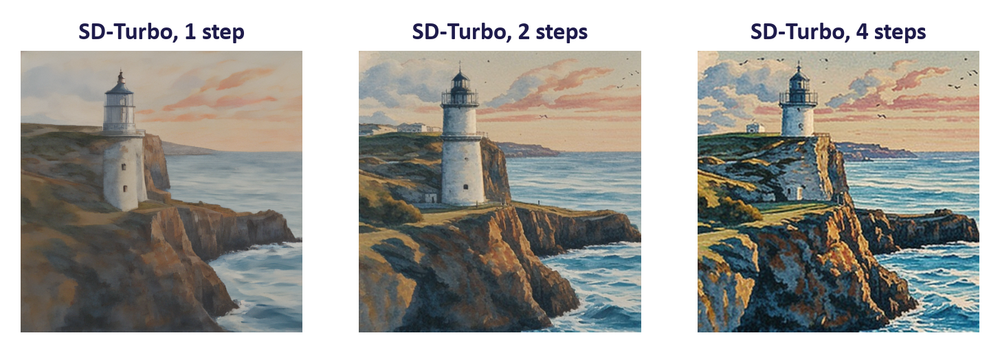 SD-Turbo, 1 step
SD-Turbo, 2 steps
SD-Turbo, 4 steps